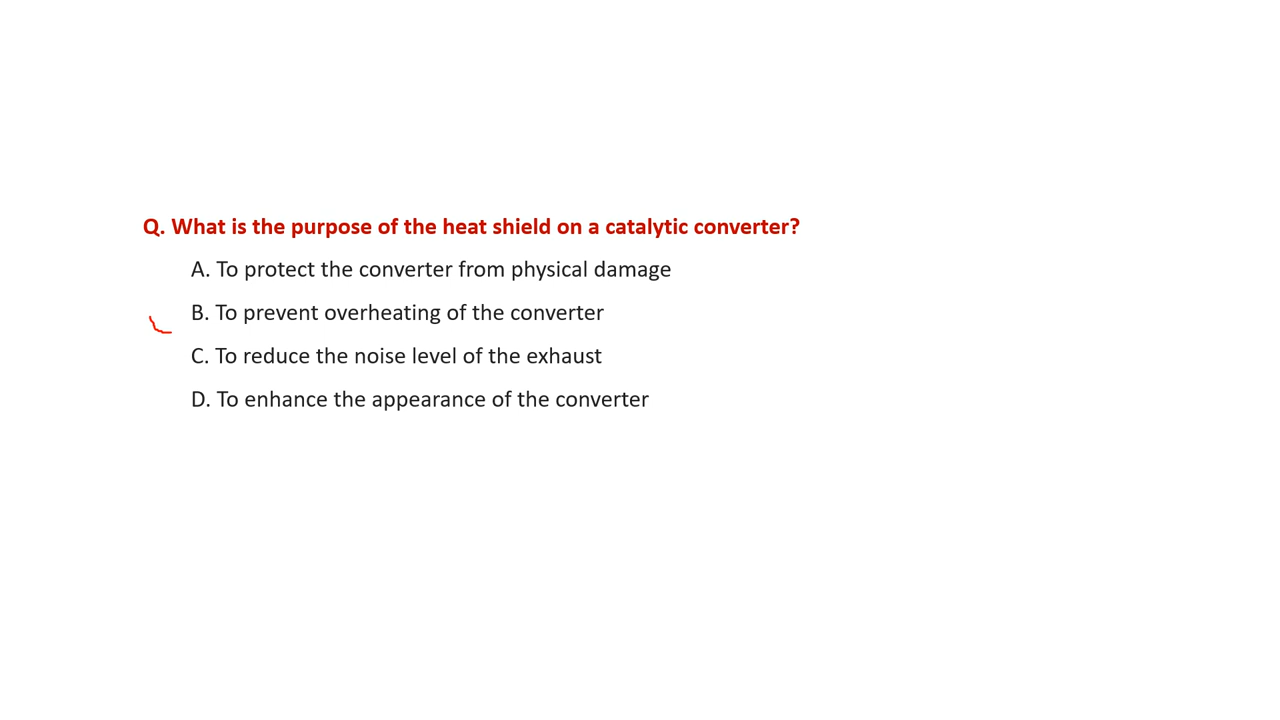 Q. What is the purpose of the heat shield on a catalytic converter?
A. To protect the converter from physical damage
B. To prevent overheating of the converter
C. To reduce the noise level of the exhaust
D. To enhance the appearance of the converter